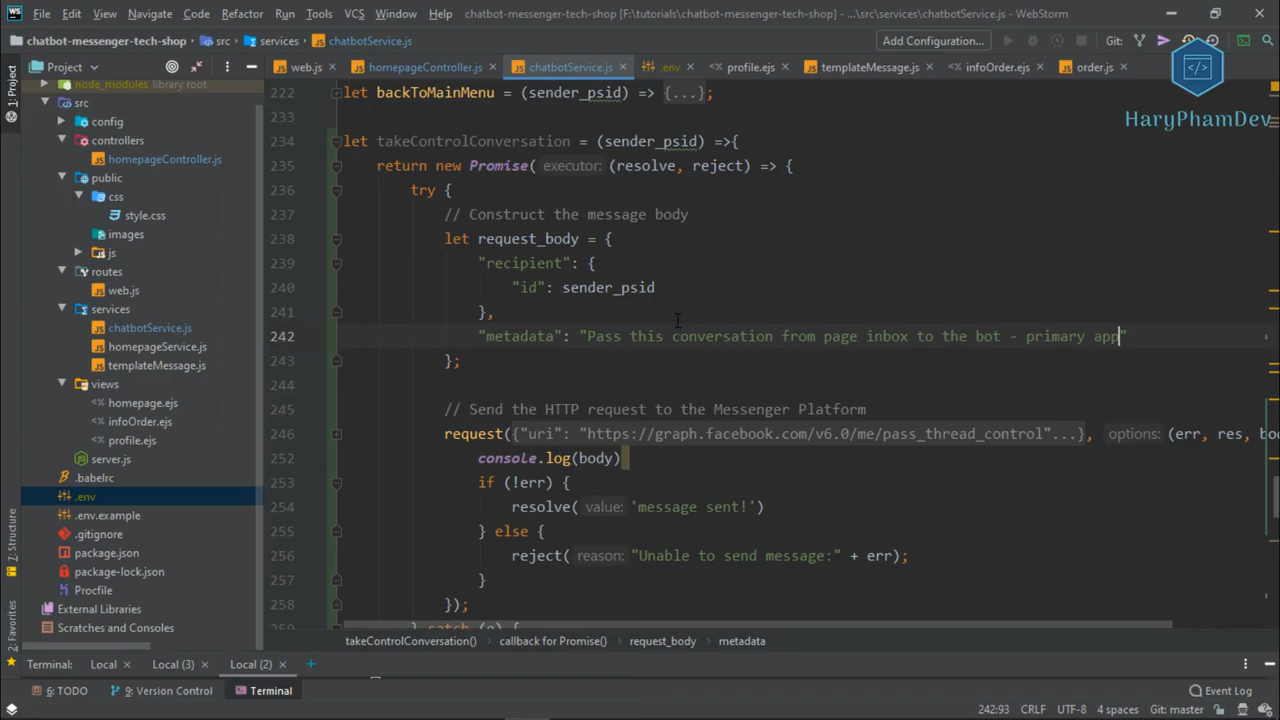 File Edit View Navigate Code Refactor Run Tools VCS Window Help chatbot-messenger-tech-shop [F:\tutorials\chatbot-messenger-tech-shop] - ...\src\services\chatbotService.js - WebStorm
chatbot-messenger-tech-shop src services chatbotService.js Add Configuration... Git:
Project web.js homepageController.js chatbotService.js .env profile.ejs templateMessage.js infoOrder.ejs order.js
HaryPhamDev
1: Project
7: Structure
2: Favorites
node_modules library root
src
config
controllers
homepageController.js
public
css
style.css
images
js
routes
web.js
services
chatbotService.js
homepageService.js
templateMessage.js
views
homepage.ejs
infoOrder.ejs
profile.ejs
server.js
.babelrc
.env
.env.example
.gitignore
package.json
package-lock.json
Procfile
External Libraries
Scratches and Consoles
222 let backToMainMenu = (sender_psid) => {...};
233
234 let takeControlConversation = (sender_psid) =>{
235 return new Promise( executor: (resolve, reject) => {
236 try {
237 // Construct the message body
238 let request_body = {
239 "recipient": {
240 "id": sender_psid
241 },
242 "metadata": "Pass this conversation from page inbox to the bot - primary app"
243 };
244
245 // Send the HTTP request to the Messenger Platform
246 request({"uri": "https://graph.facebook.com/v6.0/me/pass_thread_control"...}, options: (err, res, bo
252 console.log(body)
253 if (!err) {
254 resolve( value: 'message sent!')
255 } else {
256 reject( reason: "Unable to send message:" + err);
257 }
258 });
259 } catch (e) {
takeControlConversation() callback for Promise() request_body metadata
Terminal: Local Local (3) Local (2) +
6: TODO 9: Version Control Terminal Event Log
242:93 CRLF UTF-8 4 spaces Git: master